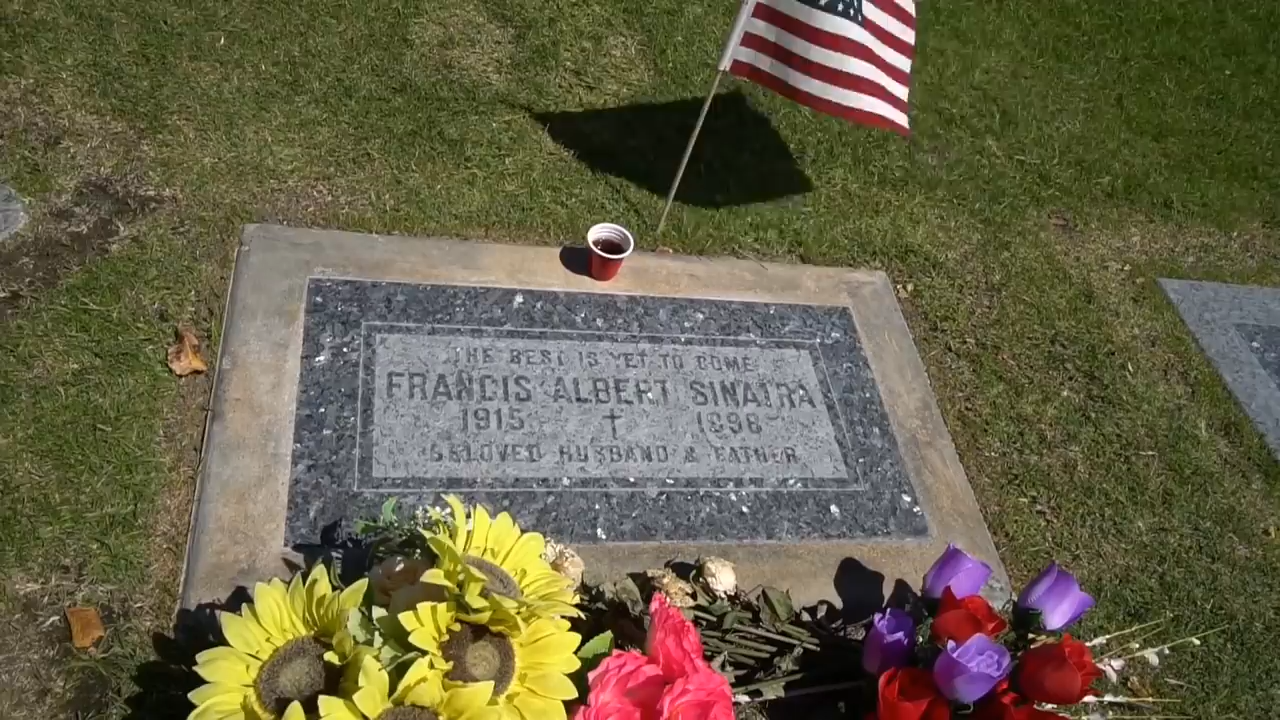 THE BEST IS YET TO COME
FRANCIS ALBERT SINATRA
1915 † 1998
BELOVED HUSBAND & FATHER